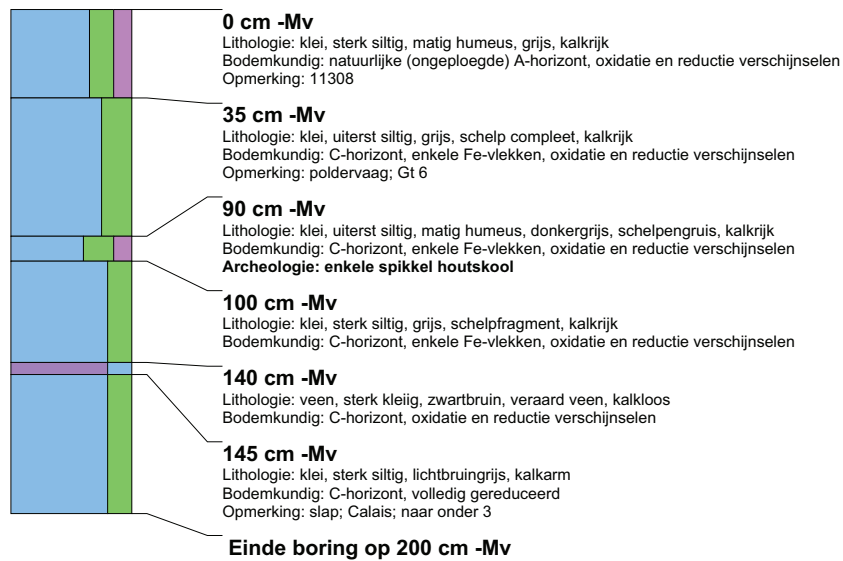 0 cm -Mv
Lithologie: klei, sterk siltig, matig humeus, grijs, kalkrijk
Bodemkundig: natuurlijke (ongeploegde) A-horizont, oxidatie en reductie verschijnselen
Opmerking: 11308
35 cm -Mv
Lithologie: klei, uiterst siltig, grijs, schelp compleet, kalkrijk
Bodemkundig: C-horizont, enkele Fe-vlekken, oxidatie en reductie verschijnselen
Opmerking: poldervaag; Gt 6
90 cm -Mv
Lithologie: klei, uiterst siltig, matig humeus, donkergrijs, schelpengruis, kalkrijk
Bodemkundig: C-horizont, enkele Fe-vlekken, oxidatie en reductie verschijnselen
Archeologie: enkele spikkel houtskool
100 cm -Mv
Lithologie: klei, sterk siltig, grijs, schelpfragment, kalkrijk
Bodemkundig: C-horizont, enkele Fe-vlekken, oxidatie en reductie verschijnselen
140 cm -Mv
Lithologie: veen, sterk kleiig, zwartbruin, veraard veen, kalkloos
Bodemkundig: C-horizont, oxidatie en reductie verschijnselen
145 cm -Mv
Lithologie: klei, sterk siltig, lichtbruingrijs, kalkarm
Bodemkundig: C-horizont, volledig gereduceerd
Opmerking: slap; Calais; naar onder 3
Einde boring op 200 cm -Mv